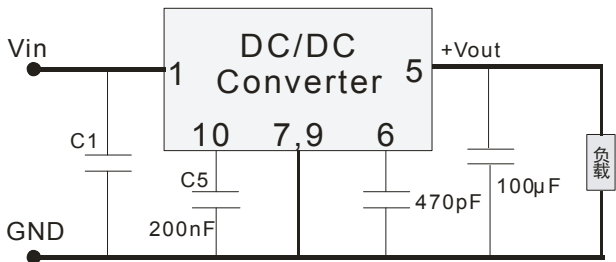 Vin
DC/DC
Converter
1
5
+Vout
10
7,9
6
C1
C5
200nF
470pF
100μF
负载
GND